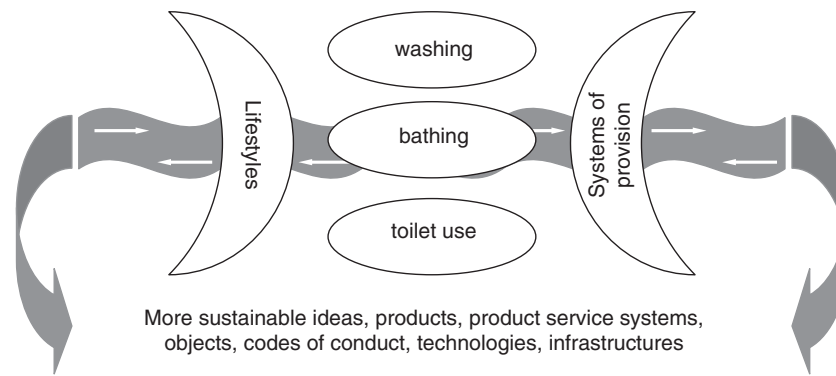 washing
Lifestyles
bathing
Systems of
provision
toilet use
More sustainable ideas, products, product service systems,
objects, codes of conduct, technologies, infrastructures